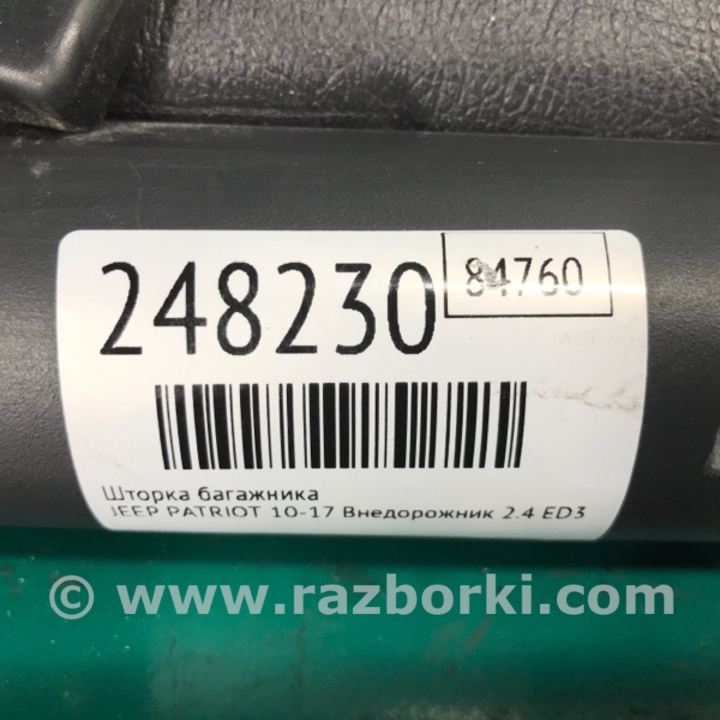 248230
84760
Шторка багажника
JEEP PATRIOT 10-17 Внедорожник 2.4 ED3
© www.razborki.com